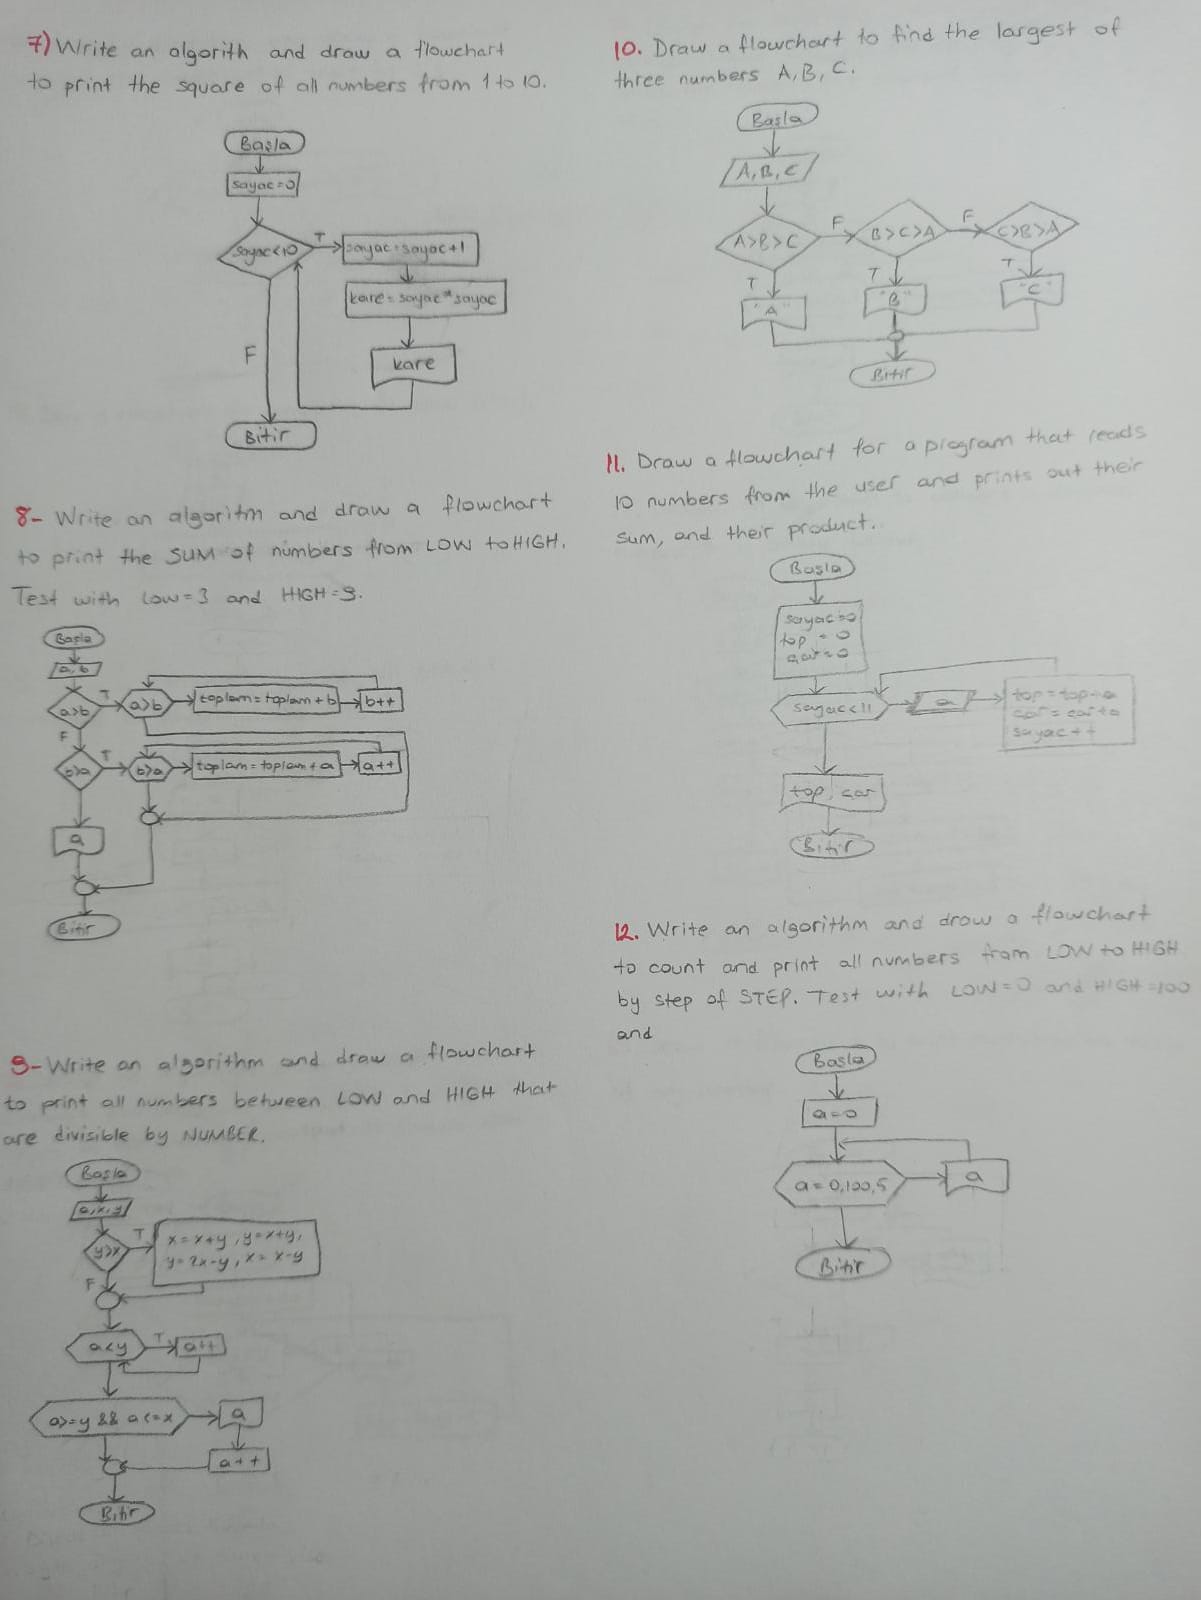 7) Write an algorith and draw a flowchart
to print the square of all numbers from 1 to 10.
Başla
sayac=0
sayac<10
T
sayac=sayac+1
kare=sayac*sayac
kare
F
Bitir
8- Write an algoritm and draw a flowchart
to print the SUM of numbers from LOW to HIGH.
Test with Low=3 and HIGH=9.
Başla
a,b
a>b
T
a>b
toplam=toplam+b
b++
F
b>a
T
b>a
toplam=toplam+a
a++
a
Bitir
9- Write an algorithm and draw a flowchart
to print all numbers between LOW and HIGH that
are divisible by NUMBER.
Başla
a,x,y
y>x
T
x=x+y, y=x+y,
y=2x-y, x=x-y
F
a<y
T
a++
a>=y && a<=x
a
a++
Bitir
10. Draw a flowchart to find the largest of
three numbers A,B,C.
Başla
A,B,C
A>B>C
F
B>C>A
F
C>B>A
T
T
T
"A"
"B"
"C"
Bitir
11. Draw a flowchart for a program that reads
10 numbers from the user and prints out their
sum, and their product.
Başla
sayac=0
top = 0
sayac<11
a
top=top+a
sayac++
top, car
Bitir
12. Write an algorithm and draw a flowchart
to count and print all numbers from LOW to HIGH
by step of STEP. Test with LOW=0 and HIGH=100
and
Başla
a=0
a=0,100,5
a
Bitir